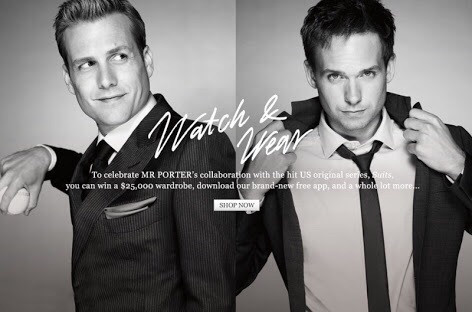 Watch &
Wear
To celebrate MR PORTER's collaboration with the hit US original series, Suits,
you can win a $25,000 wardrobe, download our brand-new free app, and a whole lot more...
SHOP NOW